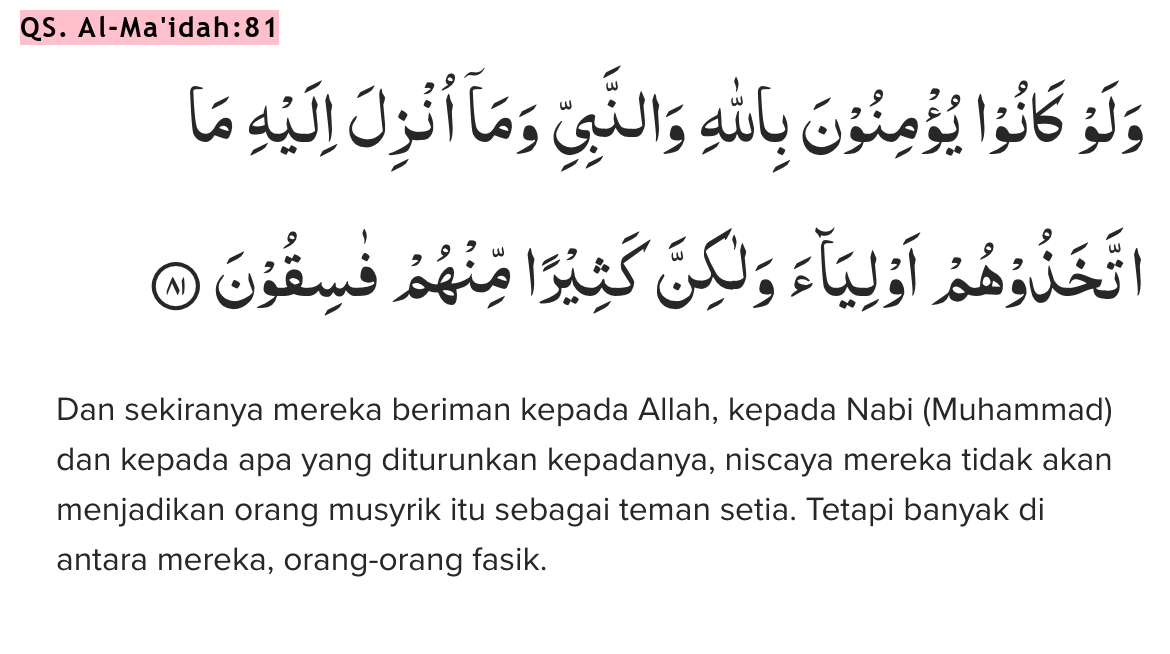 QS. Al-Ma'idah:81
وَلَوْ كَانُوْا يُؤْمِنُوْنَ بِاللّٰهِ وَالنَّبِيِّ وَمَآ اُنْزِلَ اِلَيْهِ مَا
اتَّخَذُوْهُمْ اَوْلِيَاۤءَ وَلٰكِنَّ كَثِيْرًا مِّنْهُمْ فٰسِقُوْنَ ٨١
Dan sekiranya mereka beriman kepada Allah, kepada Nabi (Muhammad)
dan kepada apa yang diturunkan kepadanya, niscaya mereka tidak akan
menjadikan orang musyrik itu sebagai teman setia. Tetapi banyak di
antara mereka, orang-orang fasik.